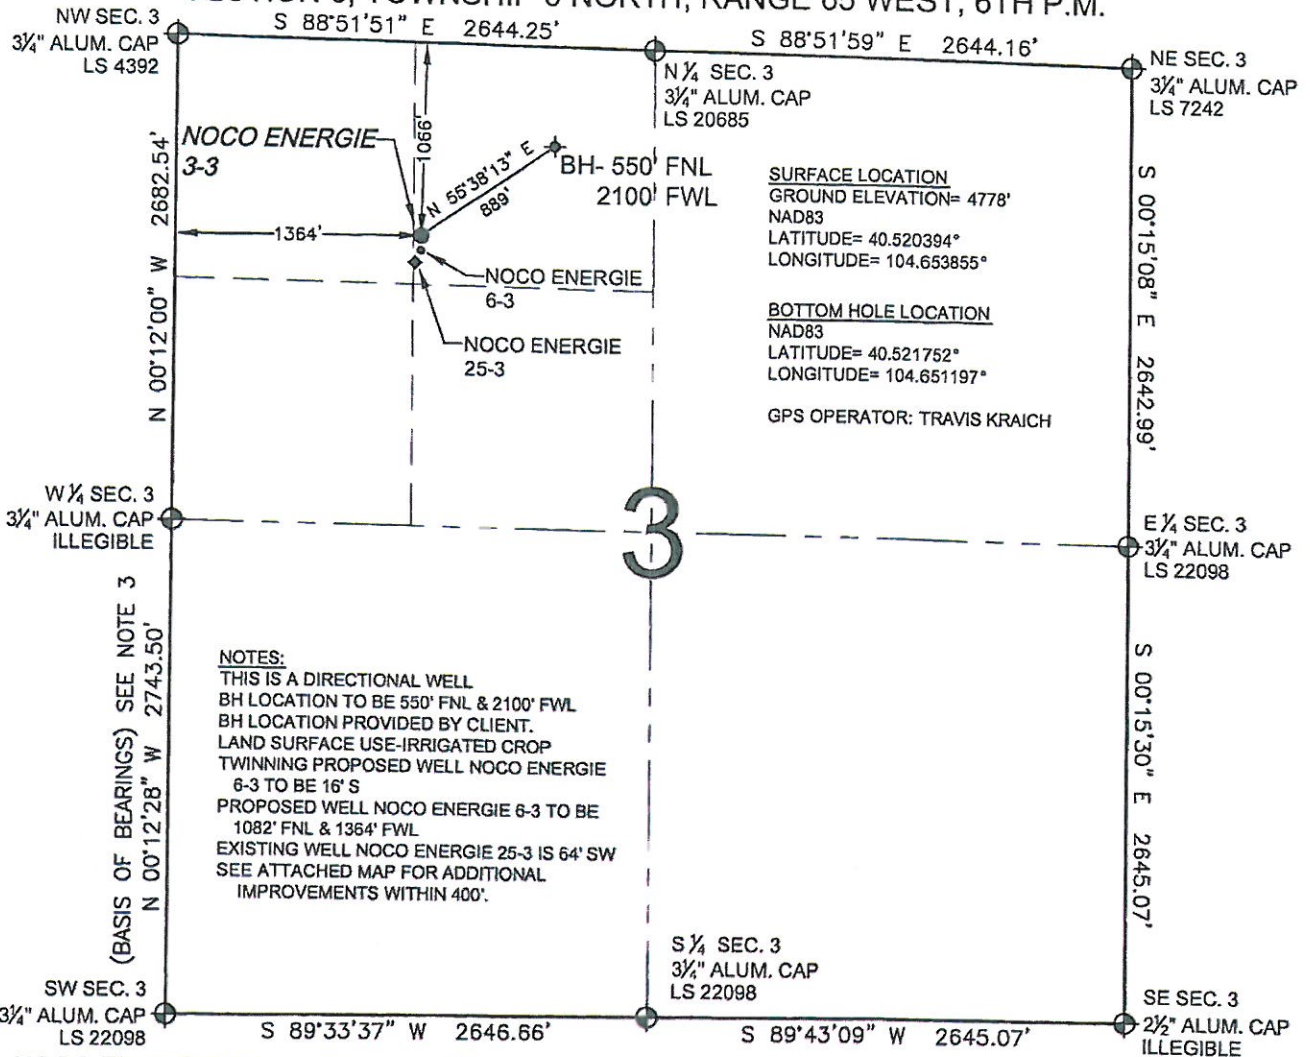 SECTION 3, TOWNSHIP 6 NORTH, RANGE 65 WEST, 6TH P.M.
NW SEC. 3
3¼" ALUM. CAP
LS 4392
S 88°51'51" E 2644.25'
S 88°51'59" E 2644.16'
N ¼ SEC. 3
3¼" ALUM. CAP
LS 20685
NE SEC. 3
3¼" ALUM. CAP
LS 7242
N 00°12'00" W 2682.54'
NOCO ENERGIE
3-3
1066'
N 55°38'13" E
889'
BH- 550' FNL
2100' FWL
1364'
NOCO ENERGIE
6-3
NOCO ENERGIE
25-3
SURFACE LOCATION
GROUND ELEVATION= 4778'
NAD83
LATITUDE= 40.520394°
LONGITUDE= 104.653855°
BOTTOM HOLE LOCATION
NAD83
LATITUDE= 40.521752°
LONGITUDE= 104.651197°
GPS OPERATOR: TRAVIS KRAICH
S 00°15'08" E 2642.99'
W ¼ SEC. 3
3¼" ALUM. CAP
ILLEGIBLE
3
E ¼ SEC. 3
3¼" ALUM. CAP
LS 22098
(BASIS OF BEARINGS) SEE NOTE 3
N 00°12'28" W 2743.50'
NOTES:
THIS IS A DIRECTIONAL WELL
BH LOCATION TO BE 550' FNL & 2100' FWL
BH LOCATION PROVIDED BY CLIENT.
LAND SURFACE USE-IRRIGATED CROP
TWINNING PROPOSED WELL NOCO ENERGIE
6-3 TO BE 16' S
PROPOSED WELL NOCO ENERGIE 6-3 TO BE
1082' FNL & 1364' FWL
EXISTING WELL NOCO ENERGIE 25-3 IS 64' SW
SEE ATTACHED MAP FOR ADDITIONAL
IMPROVEMENTS WITHIN 400'.
S 00°15'30" E 2645.07'
S ¼ SEC. 3
3¼" ALUM. CAP
LS 22098
SW SEC. 3
3¼" ALUM. CAP
LS 22098
S 89°33'37" W 2646.66'
S 89°43'09" W 2645.07'
SE SEC. 3
2½" ALUM. CAP
ILLEGIBLE